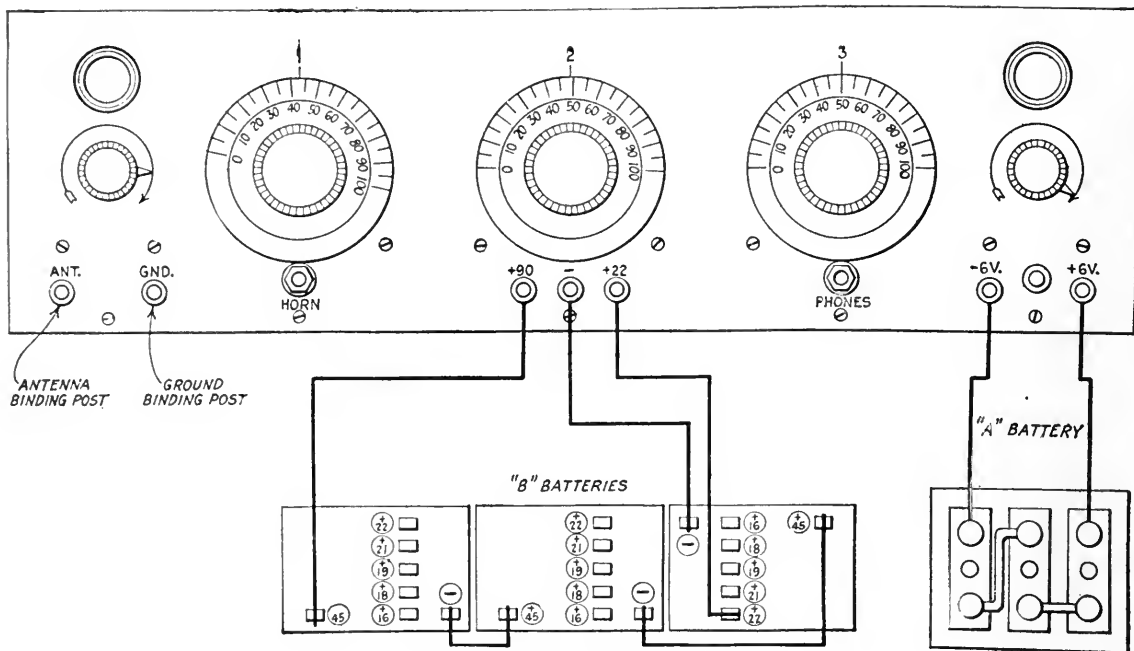 1 2 3
0 10 20 30 40 50 60 70 80 90 100
0 10 20 30 40 50 60 70 80 90 100
0 10 20 30 40 50 60 70 80 90 100
ANT. GND.
HORN
+90 - +22
PHONES
-6V. +6V.
ANTENNA
BINDING POST
GROUND
BINDING POST
"A" BATTERY
"B" BATTERIES
+22
+21
+19
+18
+16
-
+45
+22
+21
+19
+18
+16
-
+45
-
+16
+18
+19
+21
+22
+45